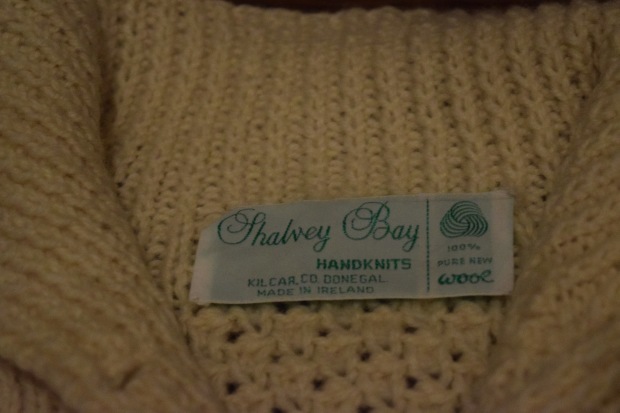 Shalvey Bay
HANDKNITS
KILCAR, CO. DONEGAL.
MADE IN IRELAND
100%
PURE NEW
wool